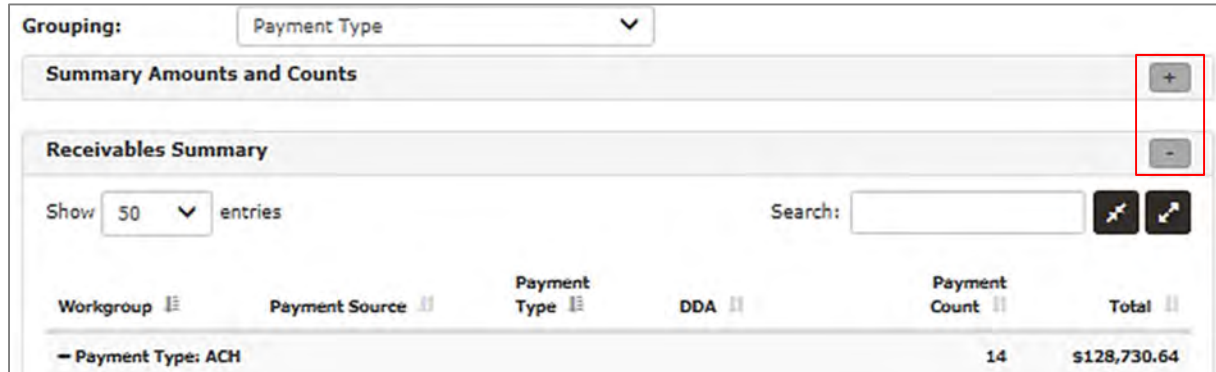 Grouping: Payment Type
Summary Amounts and Counts +
Receivables Summary -
Show 50 entries Search:
Workgroup Payment Source Payment Type DDA Payment Count Total
− Payment Type: ACH 14 $128,730.64